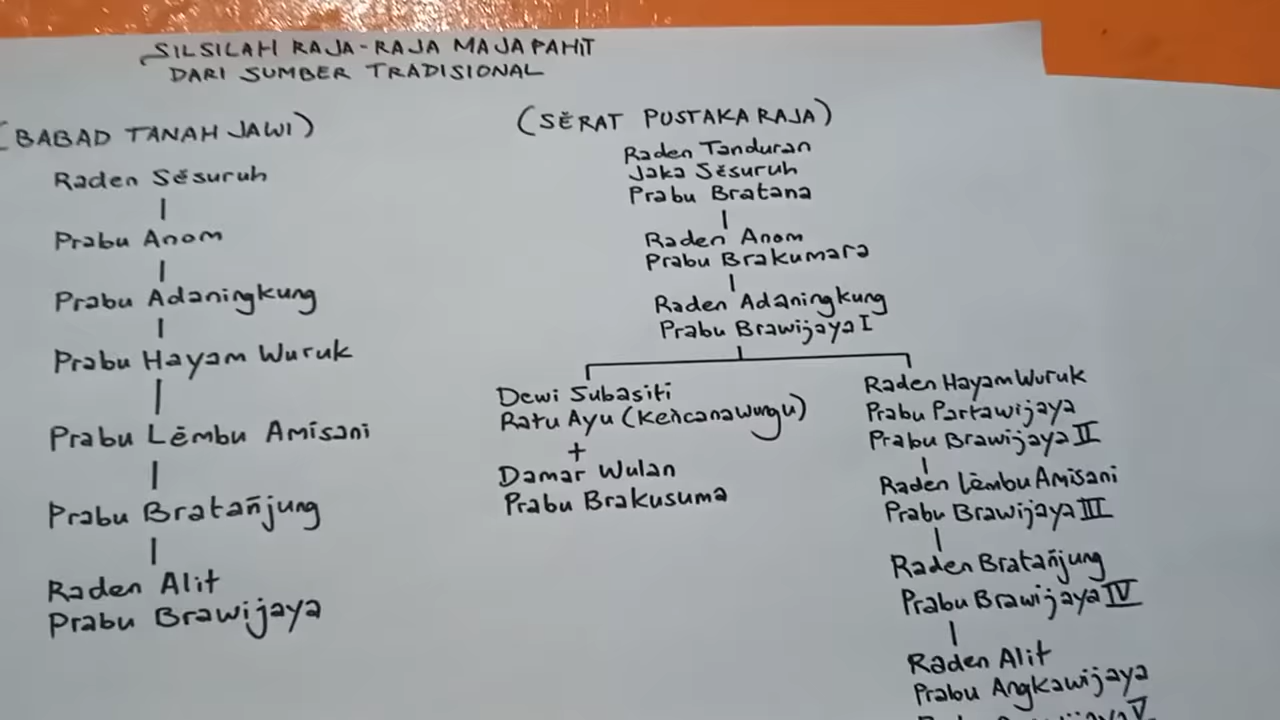 SILSILAH RAJA-RAJA MAJAPAHIT
DARI SUMBER TRADISIONAL
(BABAD TANAH JAWI)
Raden Sĕsuruh
Prabu Anom
Prabu Adaningkung
Prabu Hayam Wuruk
Prabu Lĕmbu Amisani
Prabu Bratañjung
Raden Alit
Prabu Brawijaya
(SĔRAT PUSTAKA RAJA)
Raden Tanduran
Jaka Sĕsuruh
Prabu Bratana
Raden Anom
Prabu Brakumara
Raden Adaningkung
Prabu Brawijaya I
Dewi Subasiti
Ratu Ayu (Kĕñcanawungu)
+
Damar Wulan
Prabu Brakusuma
Raden Hayam Wuruk
Prabu Partawijaya
Prabu Brawijaya II
Raden Lĕmbu Amisani
Prabu Brawijaya III
Raden Bratañjung
Prabu Brawijaya IV
Raden Alit
Prabu Angkawijaya
V